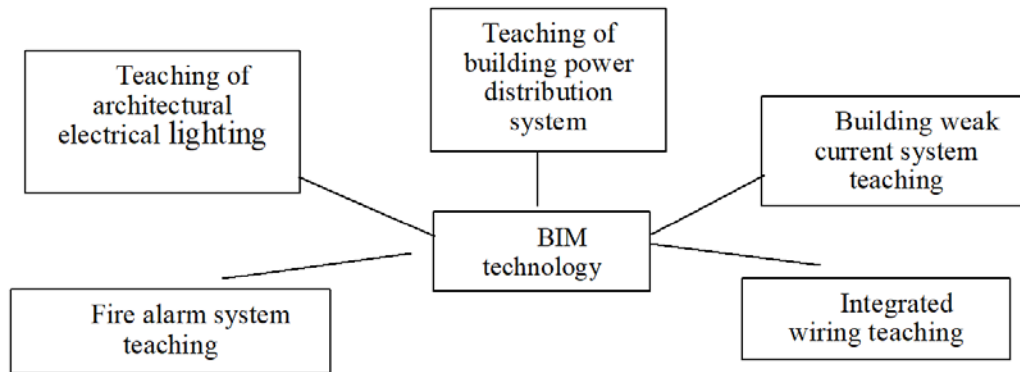 Teaching of
architectural
electrical lighting
Teaching of
building power
distribution
system
Building weak
current system
teaching
BIM
technology
Fire alarm system
teaching
Integrated
wiring teaching